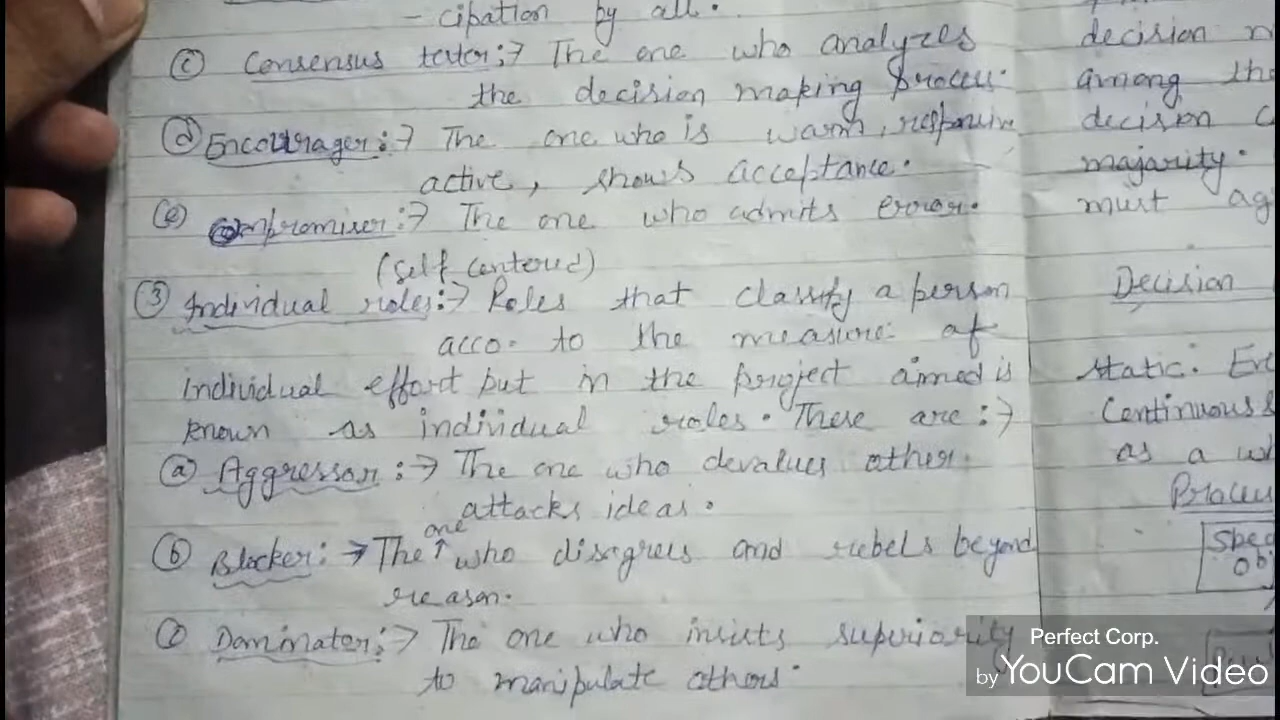 - cipation by all.
(c) Consensus tator :→ The one who analyzes
the decision making process.
(d) Encourager :→ The one who is warm, responsive
active, shows acceptance.
(e) Compromiser :→ The one who admits error.
(self centered)
(3) Individual roles :→ Roles that classify a person
acco. to the measure of
individual effort put in the project aimed is
known as individual roles. These are :→
(a) Aggressor :→ The one who devalues other.
attacks ideas.
(b) Blocker : → The one who disagrees and rebels beyond
reason.
(c) Dominator :→ The one who insists superiority
to manipulate others.
decision
among the
decision
majority.
must
Decision
static.
Continuous &
as a
Process
Perfect Corp.
by YouCam Video